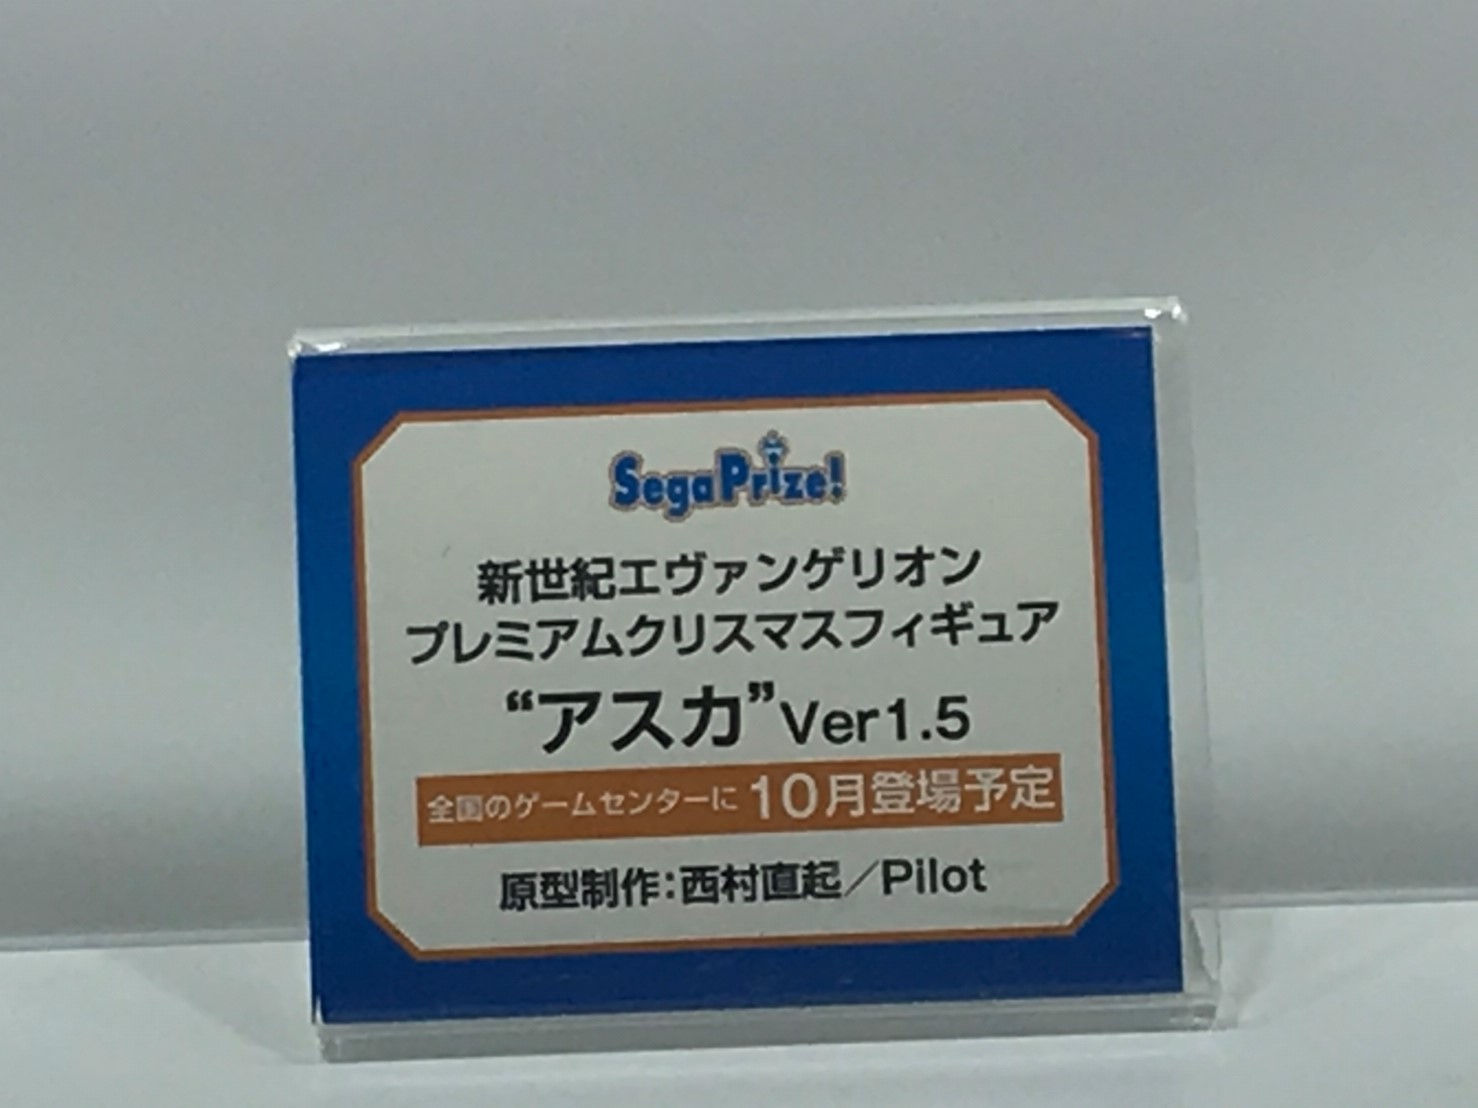 SegaPrize!
新世紀エヴァンゲリオン
プレミアムクリスマスフィギュア
“アスカ”Ver1.5
全国のゲームセンターに 10月登場予定
原型制作：西村直起／Pilot